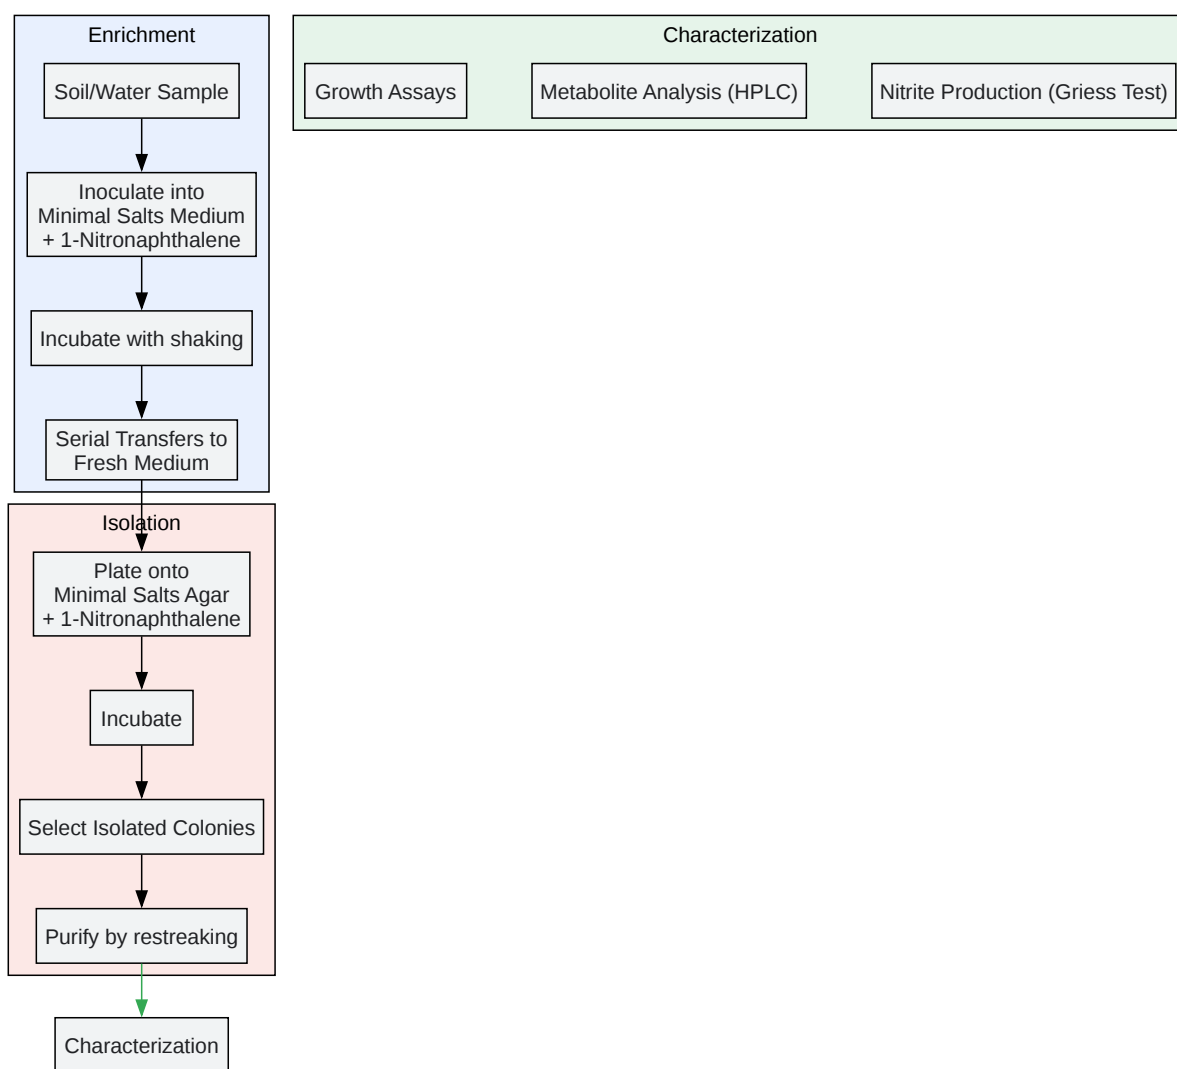 Enrichment
Soil/Water Sample
Inoculate into
Minimal Salts Medium
+ 1-Nitronaphthalene
Incubate with shaking
Serial Transfers to
Fresh Medium
Isolation
Plate onto
Minimal Salts Agar
+ 1-Nitronaphthalene
Incubate
Select Isolated Colonies
Purify by restreaking
Characterization
Characterization
Growth Assays
Metabolite Analysis (HPLC)
Nitrite Production (Griess Test)